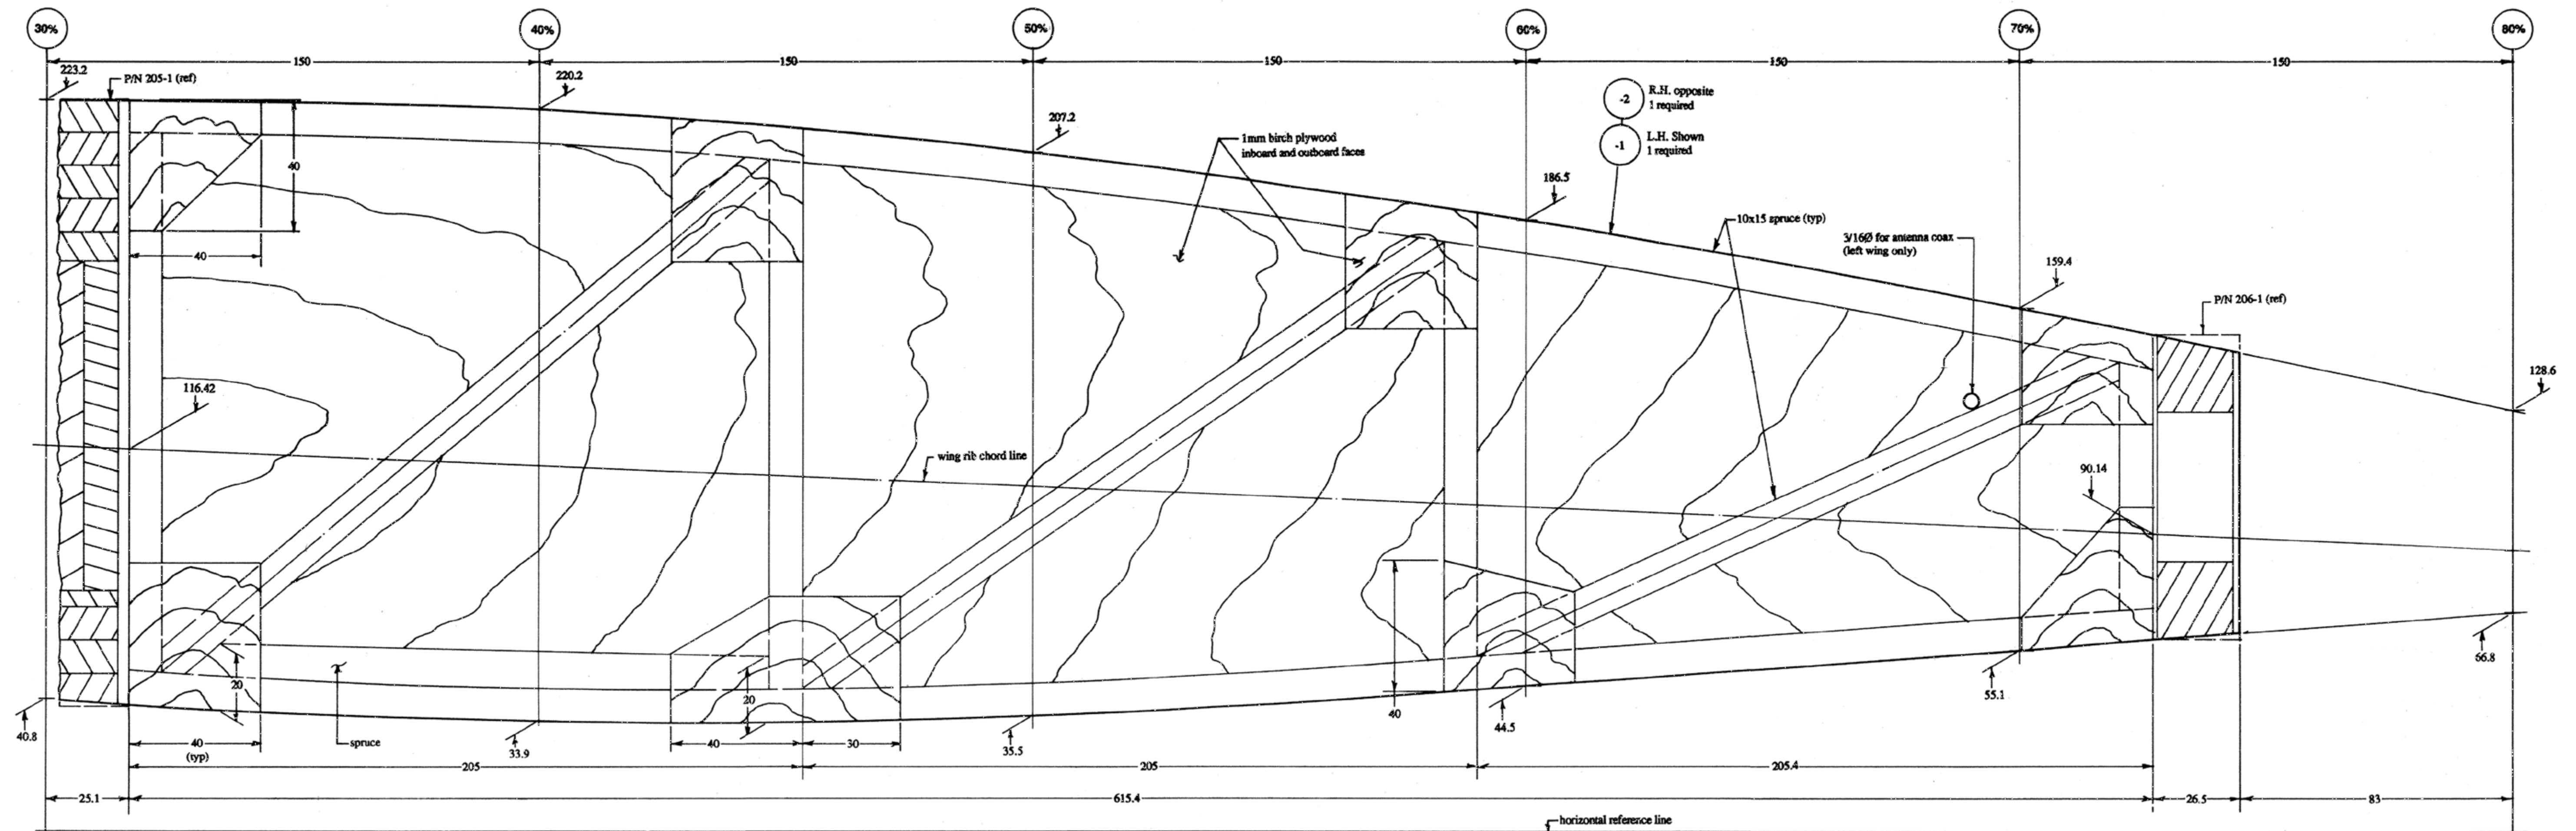 30%
40%
50%
60%
70%
80%
150
150
150
150
150
223.2
P/N 205-1 (ref)
220.2
207.2
186.5
159.4
128.6
-2
R.H. opposite
1 required
-1
L.H. Shown
1 required
1mm birch plywood
inboard and outboard faces
10x15 spruce (typ)
3/16Ø for antenna coax
(left wing only)
P/N 206-1 (ref)
40
40
116.42
wing rib chord line
90.14
20
20
40
40.8
40
(typ)
spruce
33.9
40
30
35.5
44.5
55.1
66.8
205
205
205.4
25.1
615.4
26.5
83
horizontal reference line